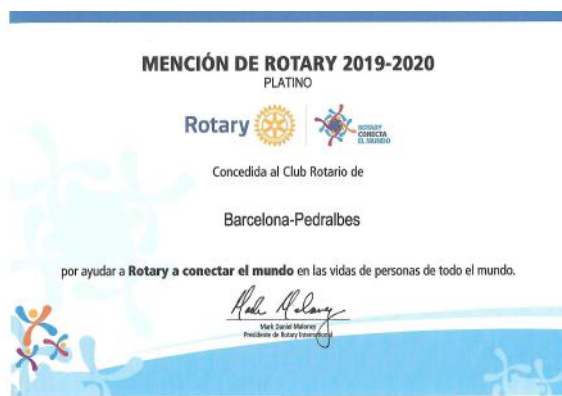 MENCIÓN DE ROTARY 2019-2020
PLATINO
Rotary
ROTARY
CONECTA
EL MUNDO
Concedida al Club Rotario de
Barcelona-Pedralbes
por ayudar a Rotary a conectar el mundo en las vidas de personas de todo el mundo.
Mark Daniel Maloney
Presidente de Rotary International